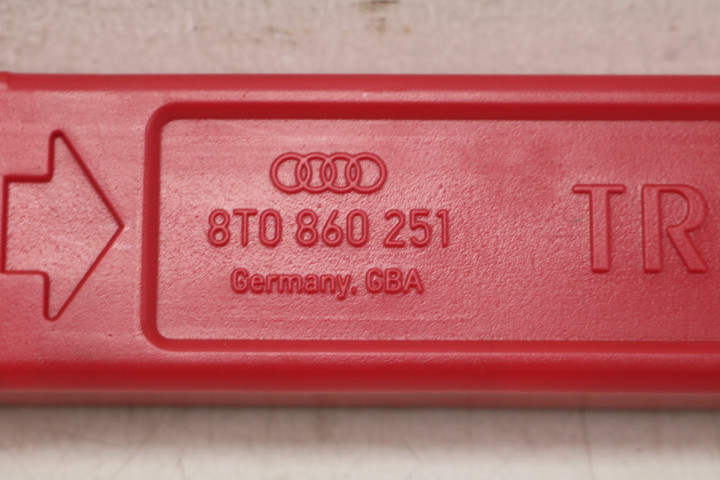 8T0 860 251
Germany. GBA
TR